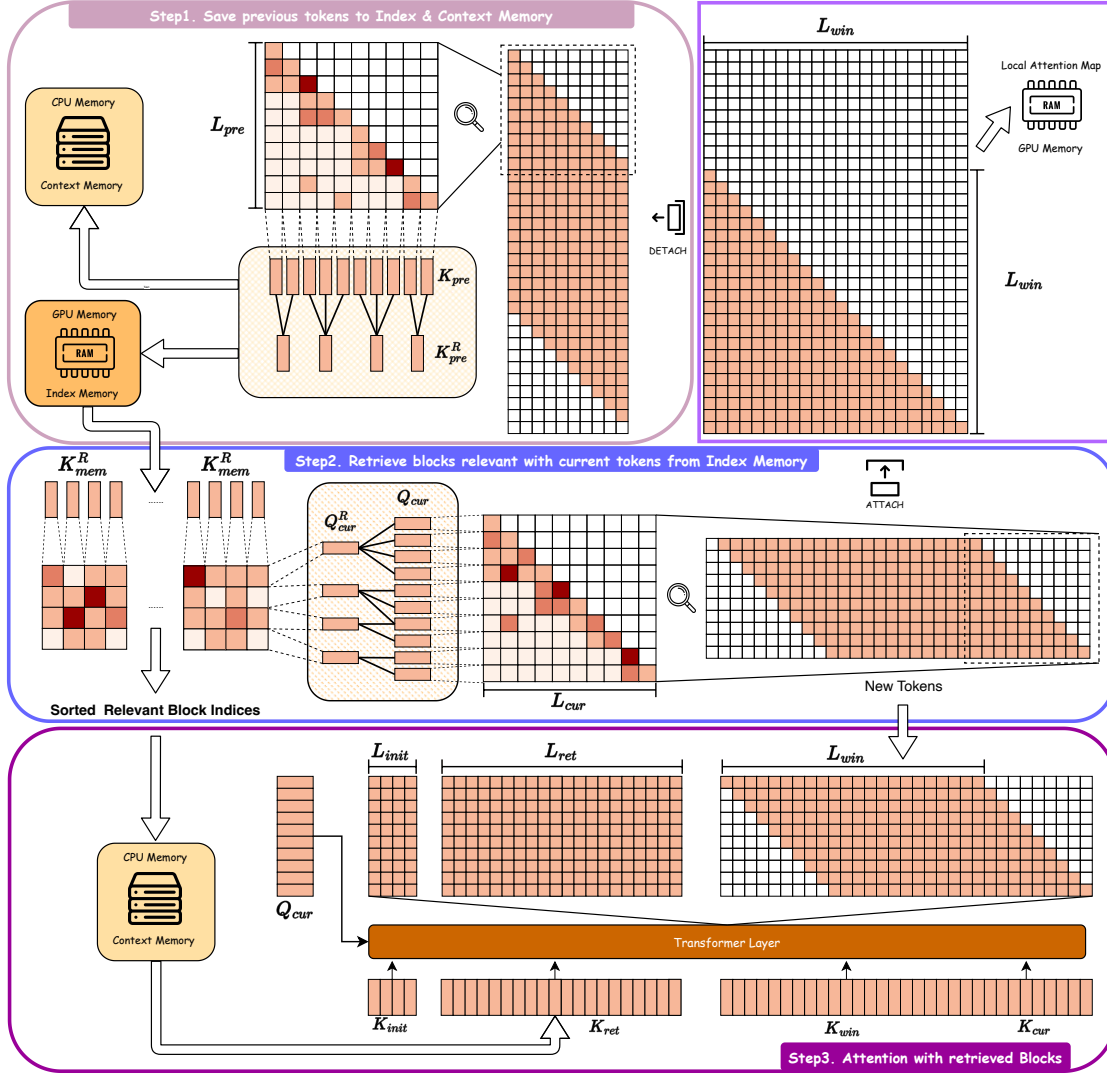 Step1. Save previous tokens to Index & Context Memory
L_win
CPU Memory
Context Memory
L_pre
Local Attention Map
RAM
GPU Memory
DETACH
K_pre
L_win
GPU Memory
RAM
Index Memory
K^R_pre
Step2. Retrieve blocks relevant with current tokens from Index Memory
K^R_mem
K^R_mem
......
Q^R_cur
Q_cur
ATTACH
......
L_cur
New Tokens
Sorted Relevant Block Indices
L_init
L_ret
L_win
CPU Memory
Context Memory
Q_cur
Transformer Layer
K_init
K_ret
K_win
K_cur
Step3. Attention with retrieved Blocks